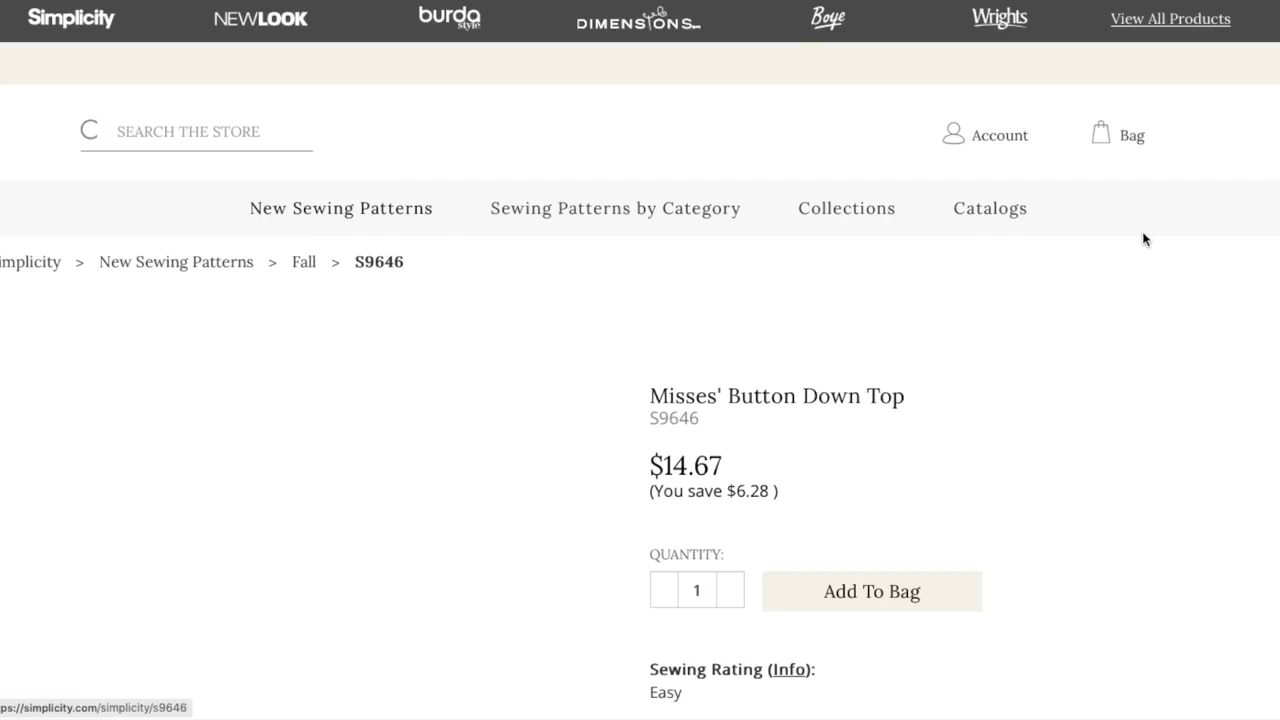 Simplicity NEWLOOK burda style DIMENSIONS Boye Wrights View All Products
SEARCH THE STORE
Account Bag
New Sewing Patterns Sewing Patterns by Category Collections Catalogs
implicity > New Sewing Patterns > Fall > S9646
Misses' Button Down Top
S9646
$14.67
(You save $6.28 )
QUANTITY:
1 Add To Bag
Sewing Rating (Info):
Easy
ps://simplicity.com/simplicity/s9646